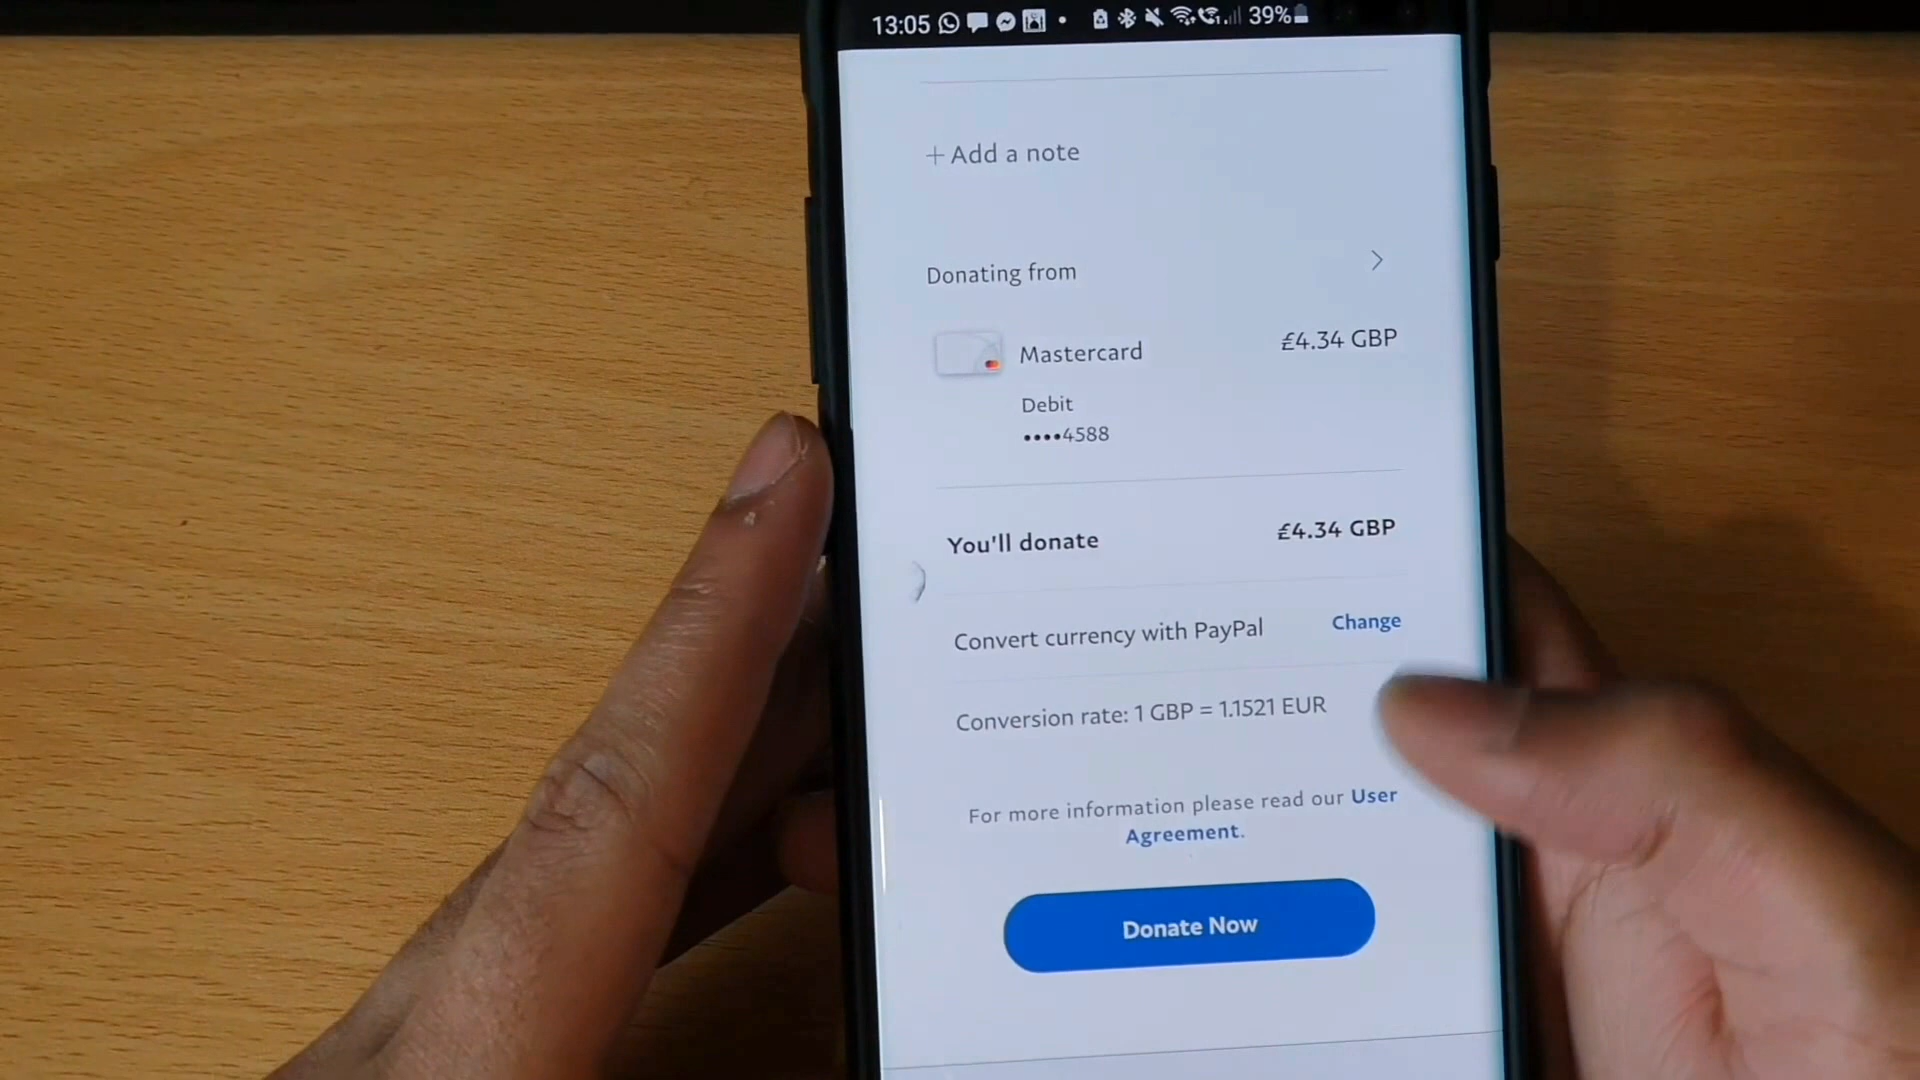 13:05 39%
+ Add a note
Donating from
Mastercard £4.34 GBP
Debit
••••4588
You'll donate £4.34 GBP
Convert currency with PayPal Change
Conversion rate: 1 GBP = 1.1521 EUR
For more information please read our User
Agreement.
Donate Now